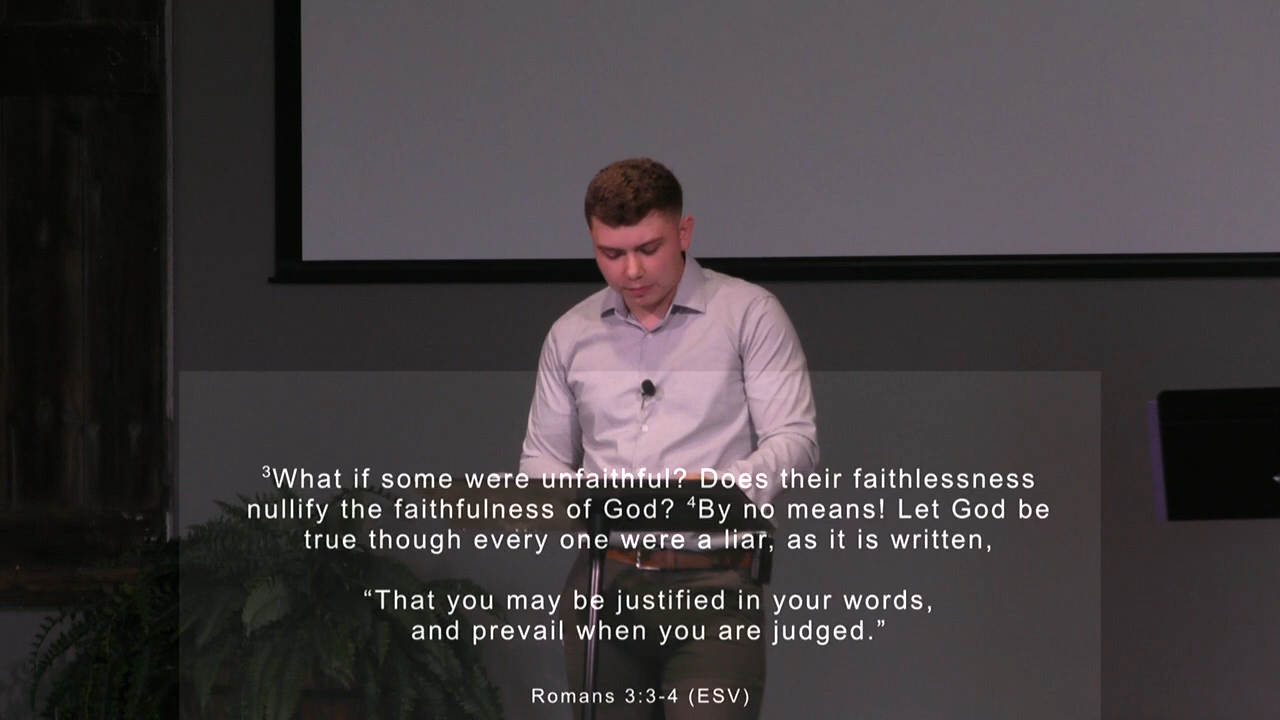 ³What if some were unfaithful? Does their faithlessness
nullify the faithfulness of God? ⁴By no means! Let God be
true though every one were a liar, as it is written,
“That you may be justified in your words,
and prevail when you are judged.”
Romans 3:3-4 (ESV)